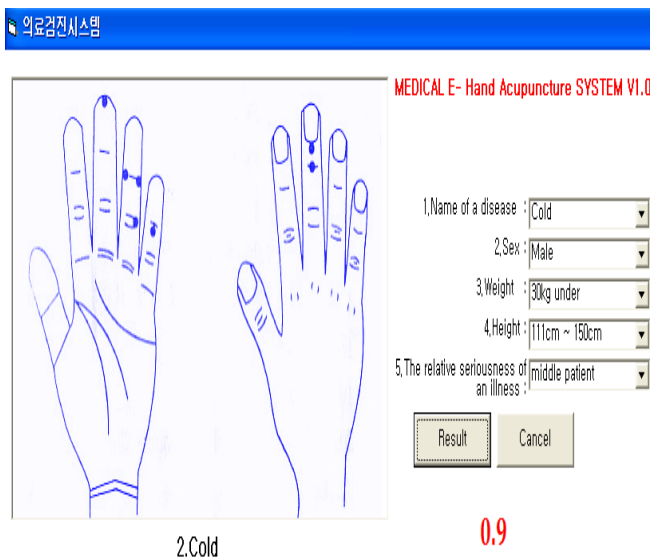 의료검진시스템
MEDICAL E- Hand Acupuncture SYSTEM V1.0
1,Name of a disease : Cold
2,Sex : Male
3,Weight : 30kg under
4,Height : 111cm ~ 150cm
5,The relative seriousness of
an illness : middle patient
Result Cancel
0.9
2.Cold